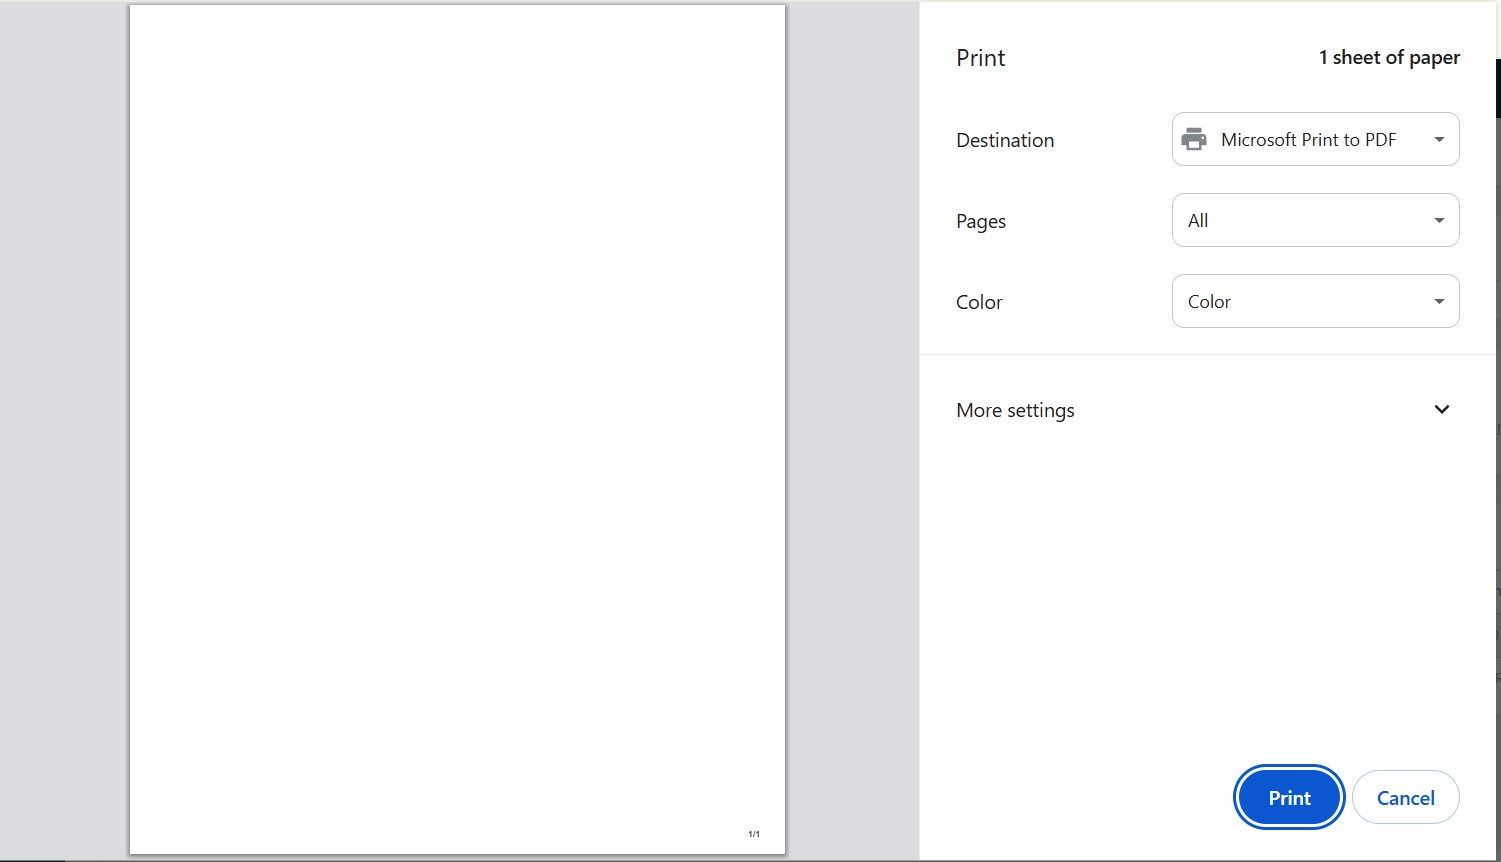 Print
1 sheet of paper
Destination
Microsoft Print to PDF
Pages
All
Color
Color
More settings
1/1
Print
Cancel